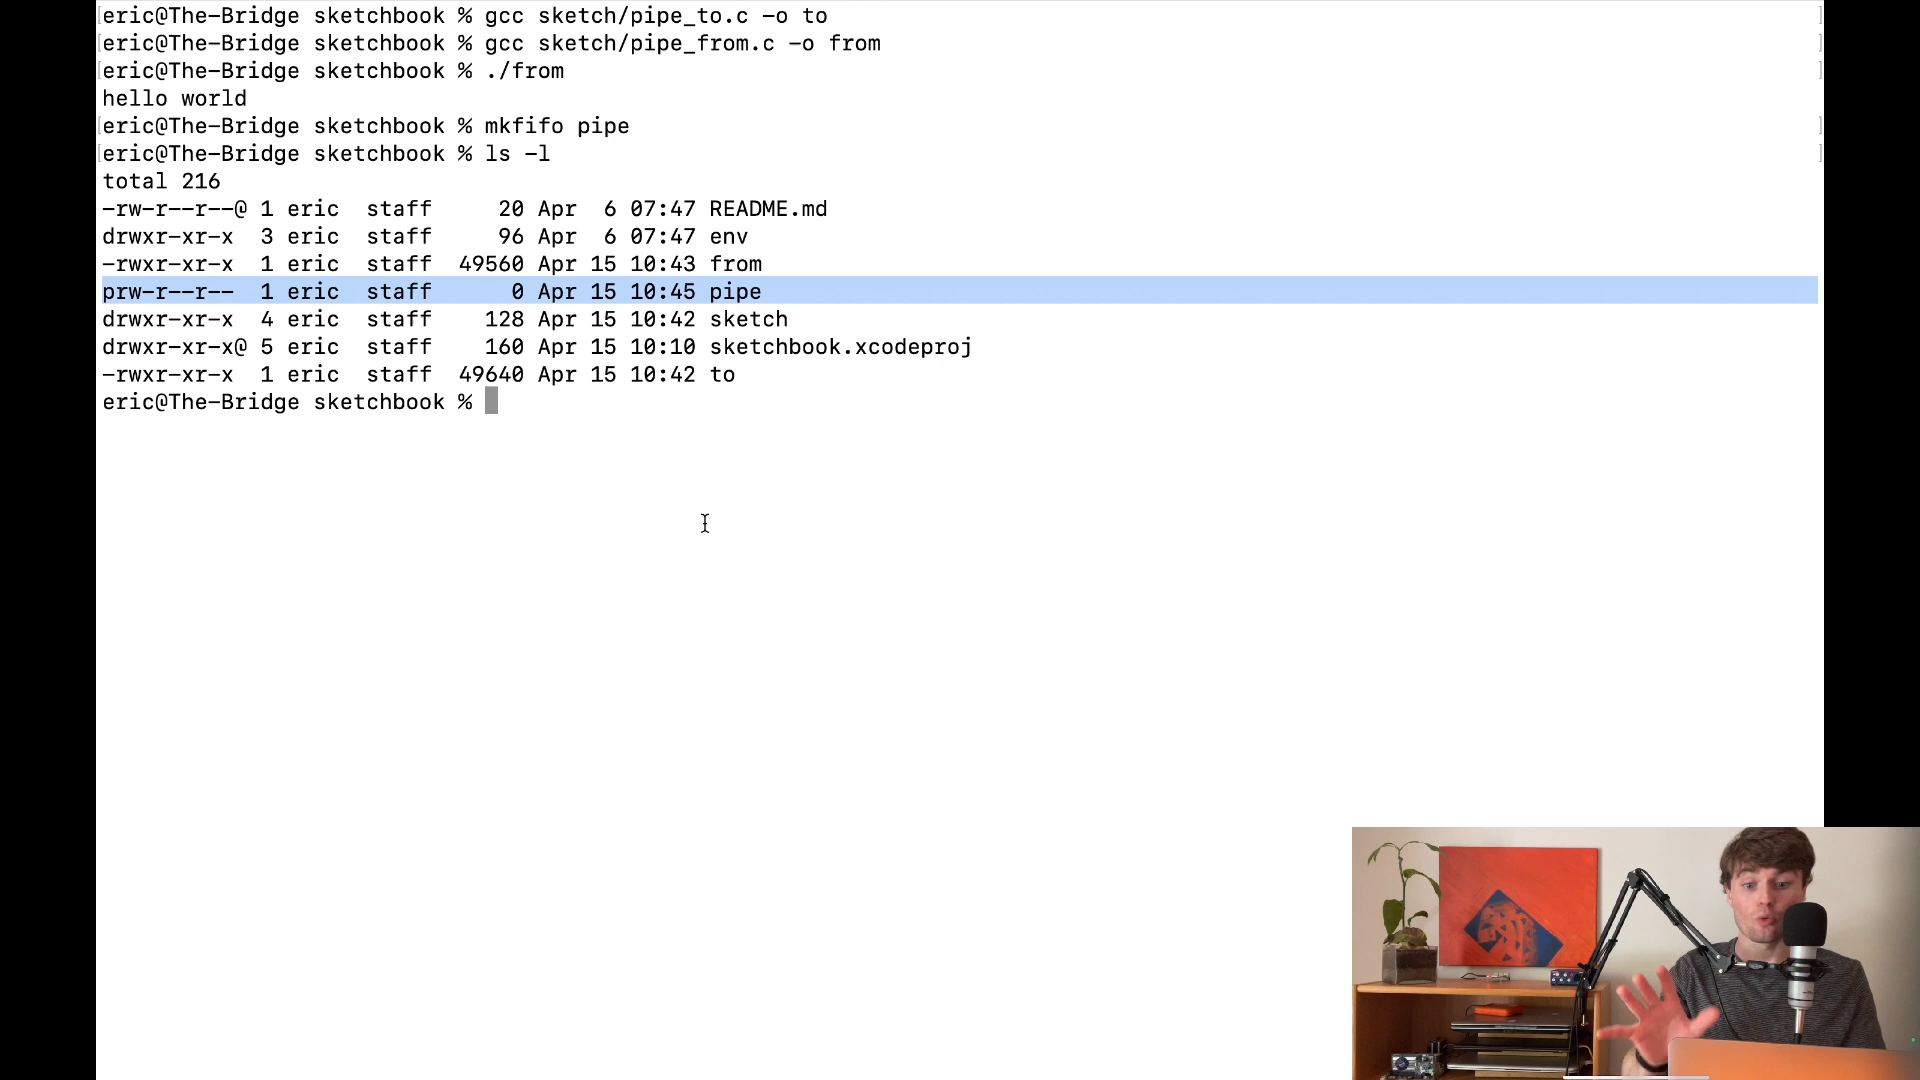 eric@The-Bridge sketchbook % gcc sketch/pipe_to.c -o to
eric@The-Bridge sketchbook % gcc sketch/pipe_from.c -o from
eric@The-Bridge sketchbook % ./from
hello world
eric@The-Bridge sketchbook % mkfifo pipe
eric@The-Bridge sketchbook % ls -l
total 216
-rw-r--r--@ 1 eric  staff     20 Apr  6 07:47 README.md
drwxr-xr-x  3 eric  staff     96 Apr  6 07:47 env
-rwxr-xr-x  1 eric  staff  49560 Apr 15 10:43 from
prw-r--r--  1 eric  staff      0 Apr 15 10:45 pipe
drwxr-xr-x  4 eric  staff    128 Apr 15 10:42 sketch
drwxr-xr-x@ 5 eric  staff    160 Apr 15 10:10 sketchbook.xcodeproj
-rwxr-xr-x  1 eric  staff  49640 Apr 15 10:42 to
eric@The-Bridge sketchbook %